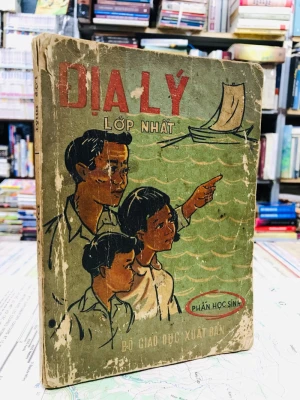 ĐỊA LÝ
LỚP NHẤT
PHẦN HỌC SINH
BỘ GIÁO DỤC XUẤT BẢN